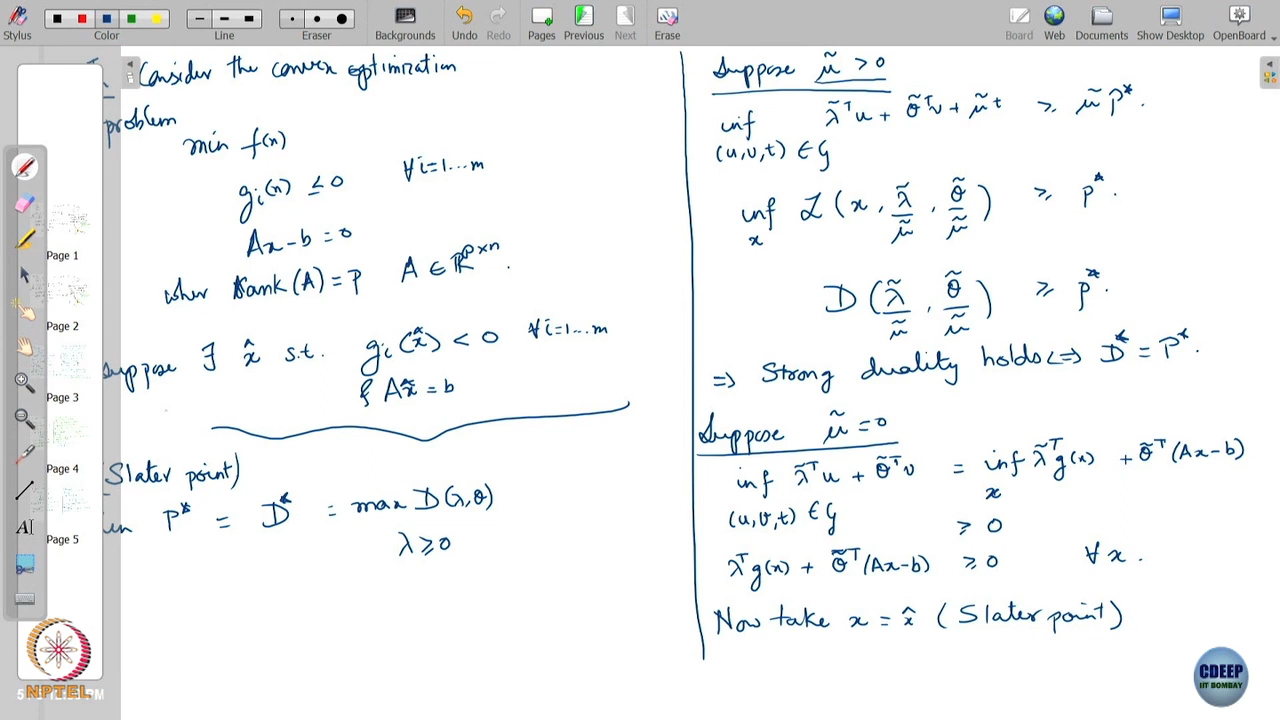 Stylus
Color
Line
Eraser
Backgrounds
Undo
Redo
Pages
Previous
Next
Erase
Board
Web
Documents
Show Desktop
OpenBoard
Consider the convex optimization
problem
min f(x)
g_i(x) ≤ 0 ∀i=1...m
Ax-b=0
where Rank(A)=p A ∈ ℝ^{p×n}.
suppose ∃ x̂ s.t. g_i(x̂) < 0 ∀i=1...m
& Ax̂ = b
(Slater point)
P* = D* = max D(λ,θ)
λ≥0
Page 1
Page 2
Page 3
Page 4
Page 5
Suppose μ̃ > 0
inf λ̃ᵀu + θ̃ᵀv + μ̃t ≥ μ̃P*.
(u,v,t) ∈ G
inf L(x, λ̃/μ̃, θ̃/μ̃) ≥ P*.
x
D(λ̃/μ̃, θ̃/μ̃) ≥ P*.
⇒ Strong duality holds ⇔ D* = P*.
Suppose μ̃ = 0
inf λ̃ᵀu + θ̃ᵀv = inf λ̃ᵀg(x) + θ̃ᵀ(Ax-b)
x
(u,v,t) ∈ G ≥ 0
λᵀg(x) + θ̃ᵀ(Ax-b) ≥ 0 ∀x.
Now take x = x̂ (Slater point)
NPTEL
CDEEP
IIT BOMBAY